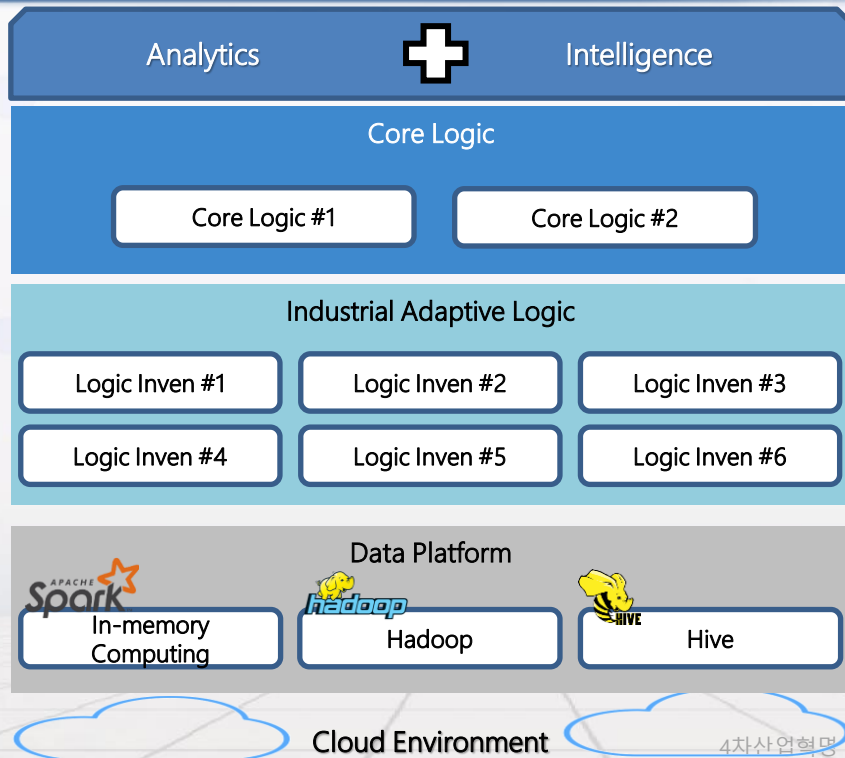 Analytics
Intelligence
Core Logic
Core Logic #1
Core Logic #2
Industrial Adaptive Logic
Logic Inven #1
Logic Inven #2
Logic Inven #3
Logic Inven #4
Logic Inven #5
Logic Inven #6
Data Platform
APACHE
Spark
hadoop
HIVE
In-memory
Computing
Hadoop
Hive
Cloud Environment
4차산업혁명